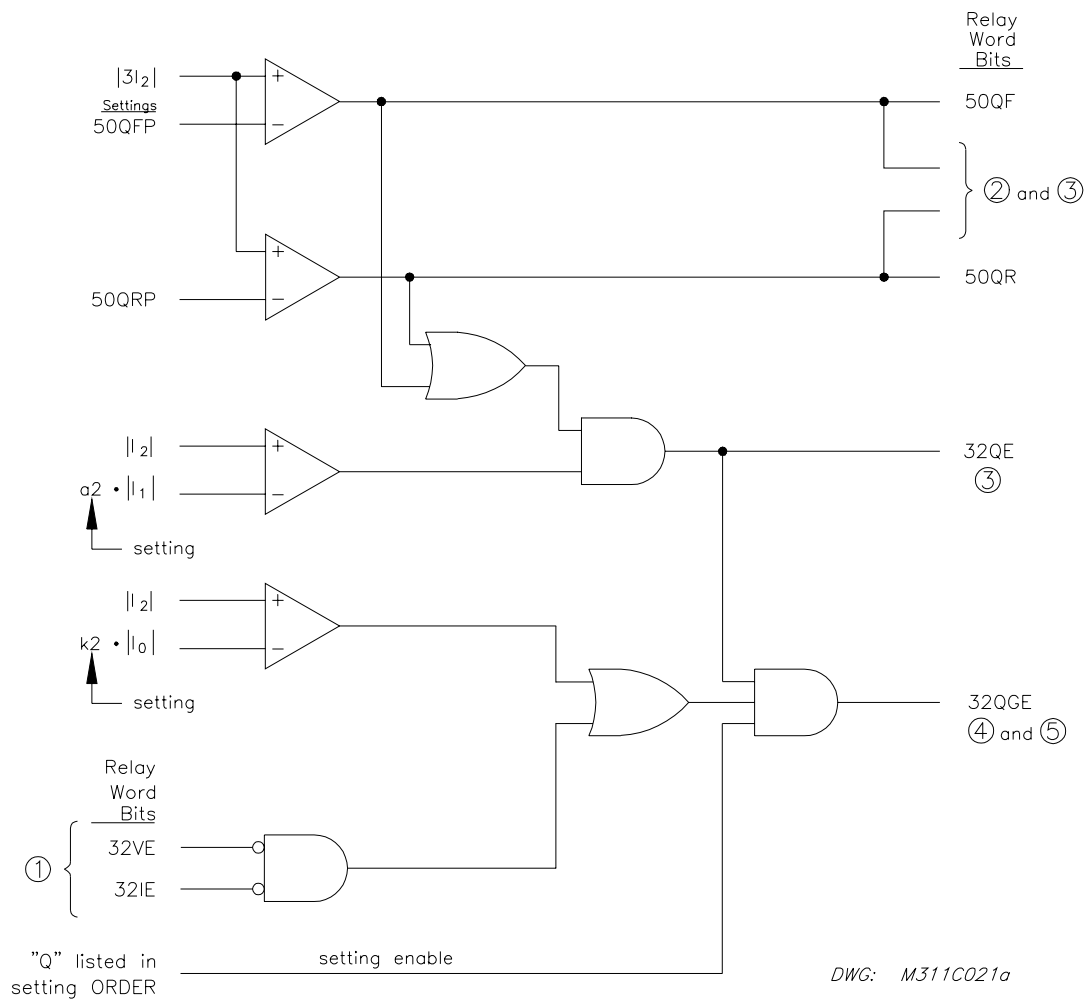 Relay
Word
Bits
|3I₂|
Settings
50QFP
+
−
50QF
② and ③
50QRP
+
−
50QR
|I₂|
a2 • |I₁|
+
−
setting
32QE
③
|I₂|
k2 • |I₀|
+
−
setting
32QGE
④ and ⑤
Relay
Word
Bits
①
32VE
32IE
"Q" listed in
setting ORDER
setting enable
DWG: M311C021a